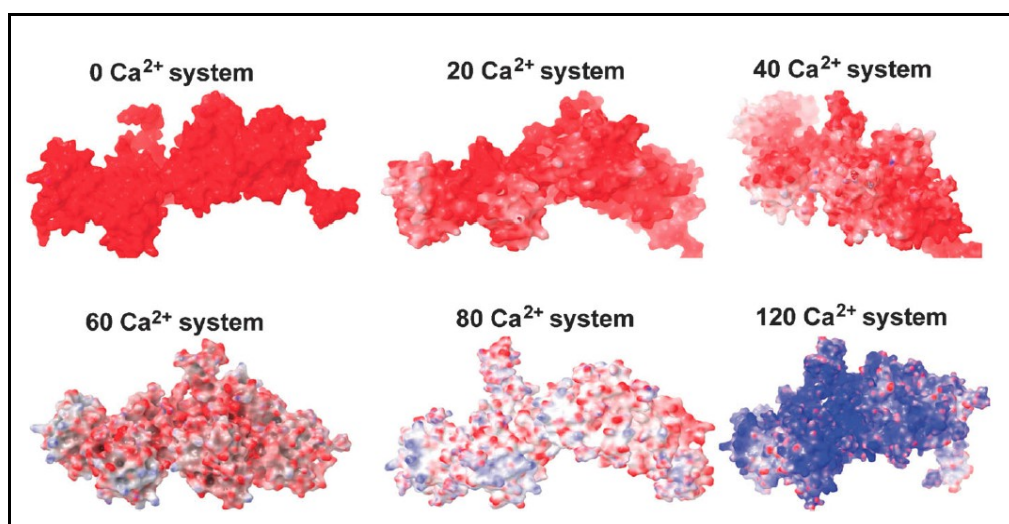 0 Ca²⁺ system
20 Ca²⁺ system
40 Ca²⁺ system
60 Ca²⁺ system
80 Ca²⁺ system
120 Ca²⁺ system